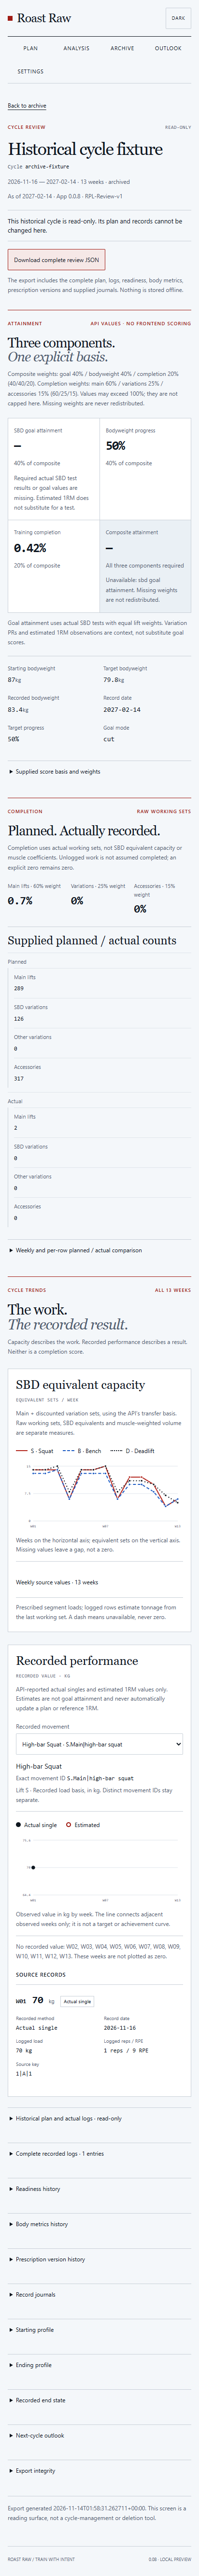 Roast Raw
DARK
PLAN
ANALYSIS
ARCHIVE
OUTLOOK
SETTINGS
Back to archive
CYCLE REVIEW
READ-ONLY
Historical cycle fixture
Cycle archive-fixture
2026-11-16 — 2027-02-14 · 13 weeks · archived
As of 2027-02-14 · App 0.0.8 · RPL-Review-v1
This historical cycle is read-only. Its plan and records cannot be
changed here.
Download complete review JSON
The export includes the complete plan, logs, readiness, body metrics,
prescription versions and supplied journals. Nothing is stored offline.
ATTAINMENT
API VALUES · NO FRONTEND SCORING
Three components.
One explicit basis.
Composite weights: goal 40% / bodyweight 40% / completion 20%
(40/40/20). Completion weights: main 60% / variations 25% /
accessories 15% (60/25/15). Values may exceed 100%; they are not
capped here. Missing weights are never redistributed.
SBD goal attainment
—
40% of composite
Required actual SBD test
results or goal values are
missing. Estimated 1RM does
not substitute for a test.
Bodyweight progress
50%
40% of composite
Training completion
0.42%
20% of composite
Composite attainment
—
All three components required
Unavailable: sbd goal
attainment. Missing weights
is not redistributed.
Goal attainment uses actual SBD tests with equal lift weights. Variation
PRs and estimated 1RM observations are context, not substitute goal
scores.
Starting bodyweight
87kg
Target bodyweight
79.8kg
Recorded bodyweight
83.4kg
Record date
2027-02-14
Target progress
50%
Goal mode
cut
▶ Supplied score basis and weights
COMPLETION
RAW WORKING SETS
Planned. Actually recorded.
Completion uses actual working sets, not SBD equivalent capacity or
muscle coefficients. Unlogged work is not assumed completed; an
explicit zero remains zero.
Main lifts · 60% weight
0.7%
Variations · 25% weight
0%
Accessories · 15%
weight
0%
Supplied planned / actual counts
Planned
Main lifts
289
SBD variations
126
Other variations
0
Accessories
317
Actual
Main lifts
2
SBD variations
0
Other variations
0
Accessories
0
▶ Weekly and per-row planned / actual comparison
CYCLE TRENDS
ALL 13 WEEKS
The work.
The recorded result.
Capacity describes the work. Recorded performance describes a result.
Neither is a completion score.
SBD equivalent capacity
EQUIVALENT SETS / WEEK
Main + discounted variation sets, using the API's transfer basis.
Raw working sets, SBD equivalents and muscle-weighted volume
are separate measures.
S · Squat
B · Bench
D · Deadlift
0
W01
W07
W13
Weeks on the horizontal axis; equivalent sets on the vertical axis.
Missing values leave a gap, not a zero.
Weekly source values · 13 weeks
Prescribed segment loads; logged rows estimate tonnage from
the last working set. A dash means unavailable, never zero.
Recorded performance
RECORDED VALUE · KG
API-reported actual singles and estimated 1RM values only.
Estimates are not goal attainment and never automatically
update a plan or reference 1RM.
Recorded movement
High-bar Squat · S.Main|high-bar squat
High-bar Squat
Exact movement ID S.Main|high-bar squat
Lift S · Recorded load basis, in kg. Distinct movement IDs stay
separate.
Actual single
Estimated
70
W01
W07
W13
Observed value in kg by week. The line connects adjacent
observed weeks only; it is not a target or achievement curve.
No recorded value: W02, W03, W04, W05, W06, W07, W08, W09,
W10, W11, W12, W13. These weeks are not plotted as zero.
SOURCE RECORDS
W01 70 kg Actual single
Recorded method
Actual single
Record date
2026-11-16
Logged load
70 kg
Logged reps / RPE
1 reps / 9 RPE
Source key
1|A|1
▶ Historical plan and actual logs · read-only
▶ Complete recorded logs · 1 entries
▶ Readiness history
▶ Body metrics history
▶ Prescription version history
▶ Record journals
▶ Starting profile
▶ Ending profile
▶ Recorded end state
▶ Next-cycle outlook
▶ Export integrity
Export generated 2026-11-14T01:58:31.262711+00:00. This screen is a
reading surface, not a cycle-management or deletion tool.
ROAST RAW / TRAIN WITH INTENT
0.08 · LOCAL PREVIEW